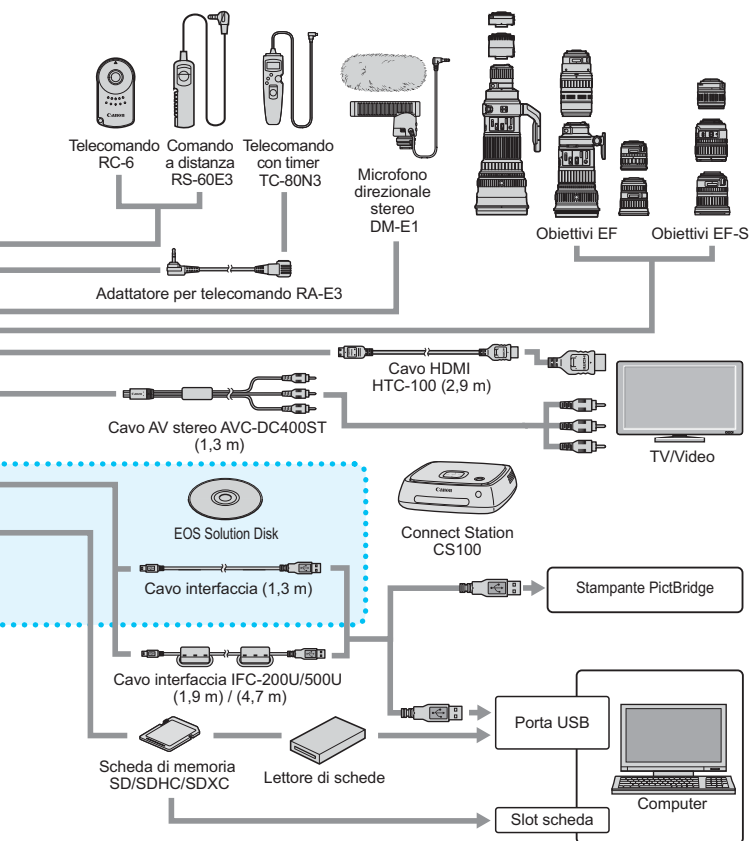 Canon
Telecomando
RC-6
Comando
a distanza
RS-60E3
Telecomando
con timer
TC-80N3
Microfono
direzionale
stereo
DM-E1
Obiettivi EF
Obiettivi EF-S
Adattatore per telecomando RA-E3
Cavo HDMI
HTC-100 (2,9 m)
Cavo AV stereo AVC-DC400ST
(1,3 m)
TV/Video
EOS Solution Disk
Canon
Connect Station
CS100
Cavo interfaccia (1,3 m)
Stampante PictBridge
Cavo interfaccia IFC-200U/500U
(1,9 m) / (4,7 m)
Porta USB
Scheda di memoria
SD/SDHC/SDXC
Lettore di schede
Computer
Slot scheda